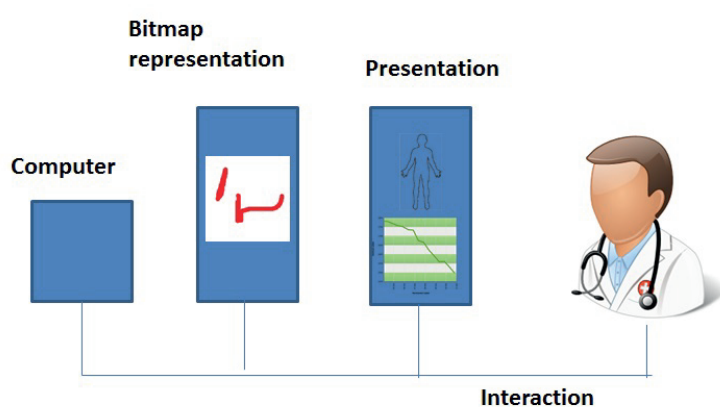 Bitmap
representation
Presentation
Computer
Interaction